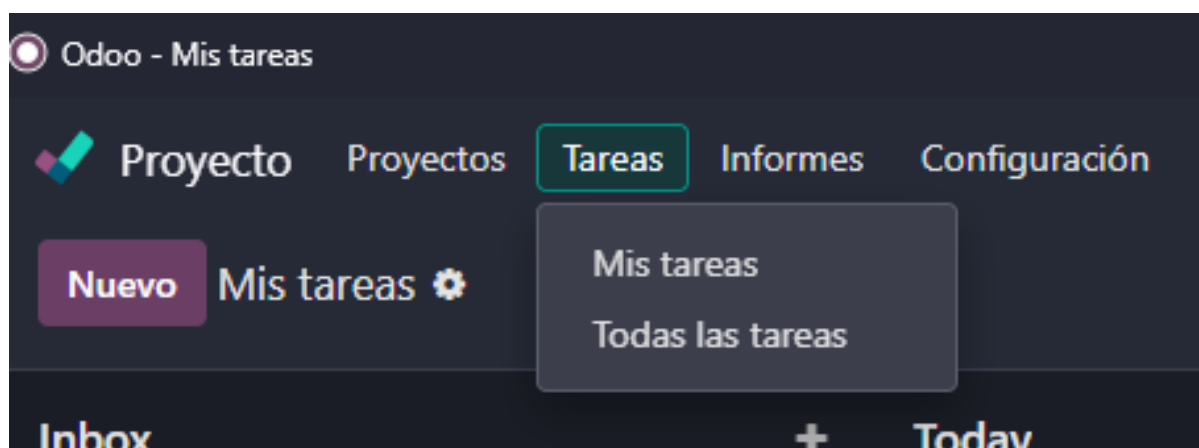 Odoo - Mis tareas
Proyecto Proyectos Tareas Informes Configuración
Nuevo Mis tareas
Mis tareas
Todas las tareas
Inbox + Today